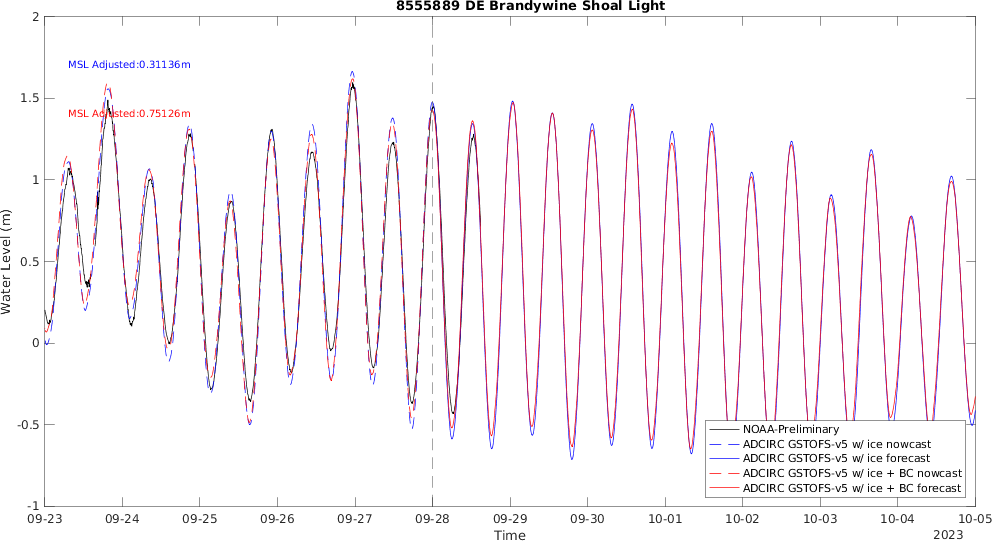 8555889 DE Brandywine Shoal Light
MSL Adjusted:0.31136m
MSL Adjusted:0.75126m
Water Level (m)
2
1.5
1
0.5
0
-0.5
-1
NOAA-Preliminary
ADCIRC GSTOFS-v5 w/ ice nowcast
ADCIRC GSTOFS-v5 w/ ice forecast
ADCIRC GSTOFS-v5 w/ ice + BC nowcast
ADCIRC GSTOFS-v5 w/ ice + BC forecast
09-23 09-24 09-25 09-26 09-27 09-28 09-29 09-30 10-01 10-02 10-03 10-04 10-05
Time
2023